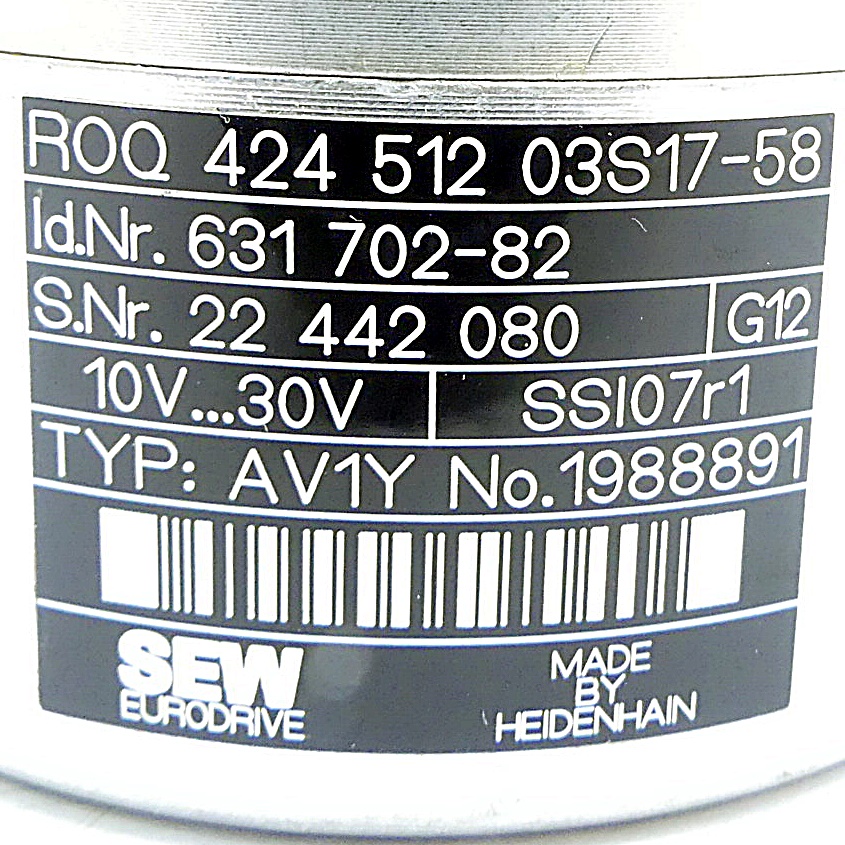 ROQ 424 512 03S17-58
Id.Nr. 631 702-82
S.Nr. 22 442 080 G12
10V...30V SSI07r1
TYP: AV1Y No.1988891
SEW
EURODRIVE
MADE
BY
HEIDENHAIN